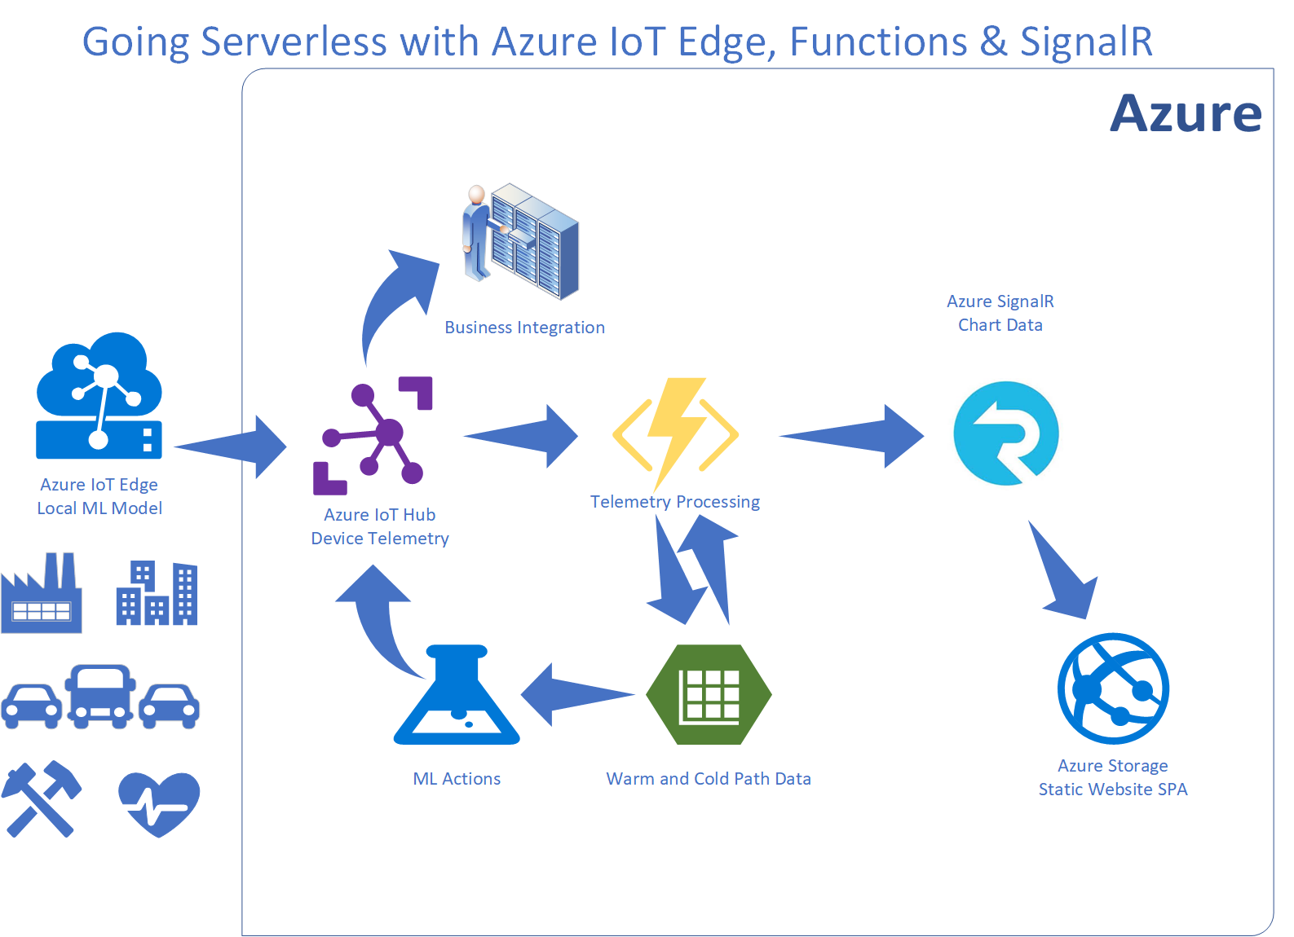 Going Serverless with Azure IoT Edge, Functions & SignalR
Azure
Business Integration
Azure SignalR
Chart Data
Azure IoT Edge
Local ML Model
Azure IoT Hub
Device Telemetry
Telemetry Processing
ML Actions
Warm and Cold Path Data
Azure Storage
Static Website SPA